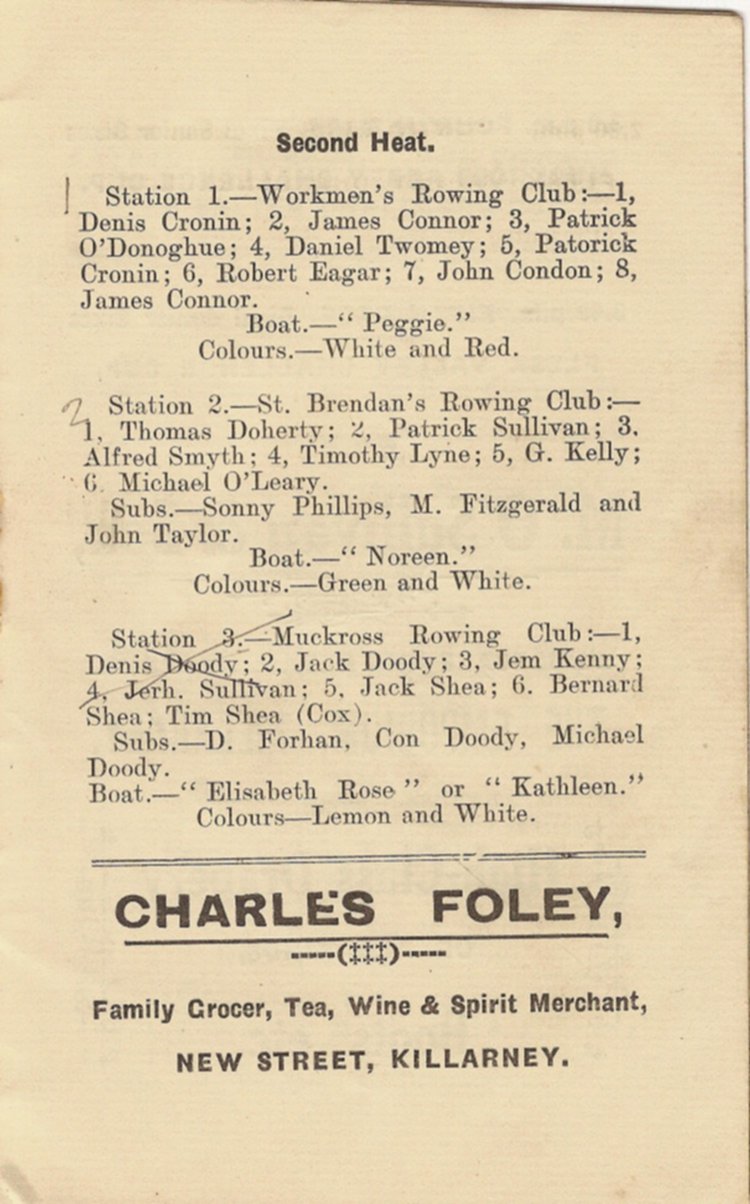 Second Heat.
1 Station 1.—Workmen's Rowing Club:—1,
Denis Cronin; 2, James Connor; 3, Patrick
O'Donoghue; 4, Daniel Twomey; 5, Patorick
Cronin; 6, Robert Eagar; 7, John Condon; 8,
James Connor.
Boat.—“ Peggie.”
Colours.—White and Red.
2 Station 2.—St. Brendan's Rowing Club:—
1, Thomas Doherty; 2, Patrick Sullivan; 3.
Alfred Smyth; 4, Timothy Lyne; 5, G. Kelly;
6. Michael O'Leary.
Subs.—Sonny Phillips, M. Fitzgerald and
John Taylor.
Boat.—“ Noreen.”
Colours.—Green and White.
Station 3.—Muckross Rowing Club:—1,
Denis Doody; 2, Jack Doody; 3, Jem Kenny;
4, Jerh. Sullivan; 5, Jack Shea; 6. Bernard
Shea; Tim Shea (Cox).
Subs.—D. Forhan, Con Doody, Michael
Doody.
Boat.—“ Elisabeth Rose ” or “ Kathleen.”
Colours—Lemon and White.
CHARLES FOLEY,
-----(‡‡‡)-----
Family Grocer, Tea, Wine & Spirit Merchant,
NEW STREET, KILLARNEY.